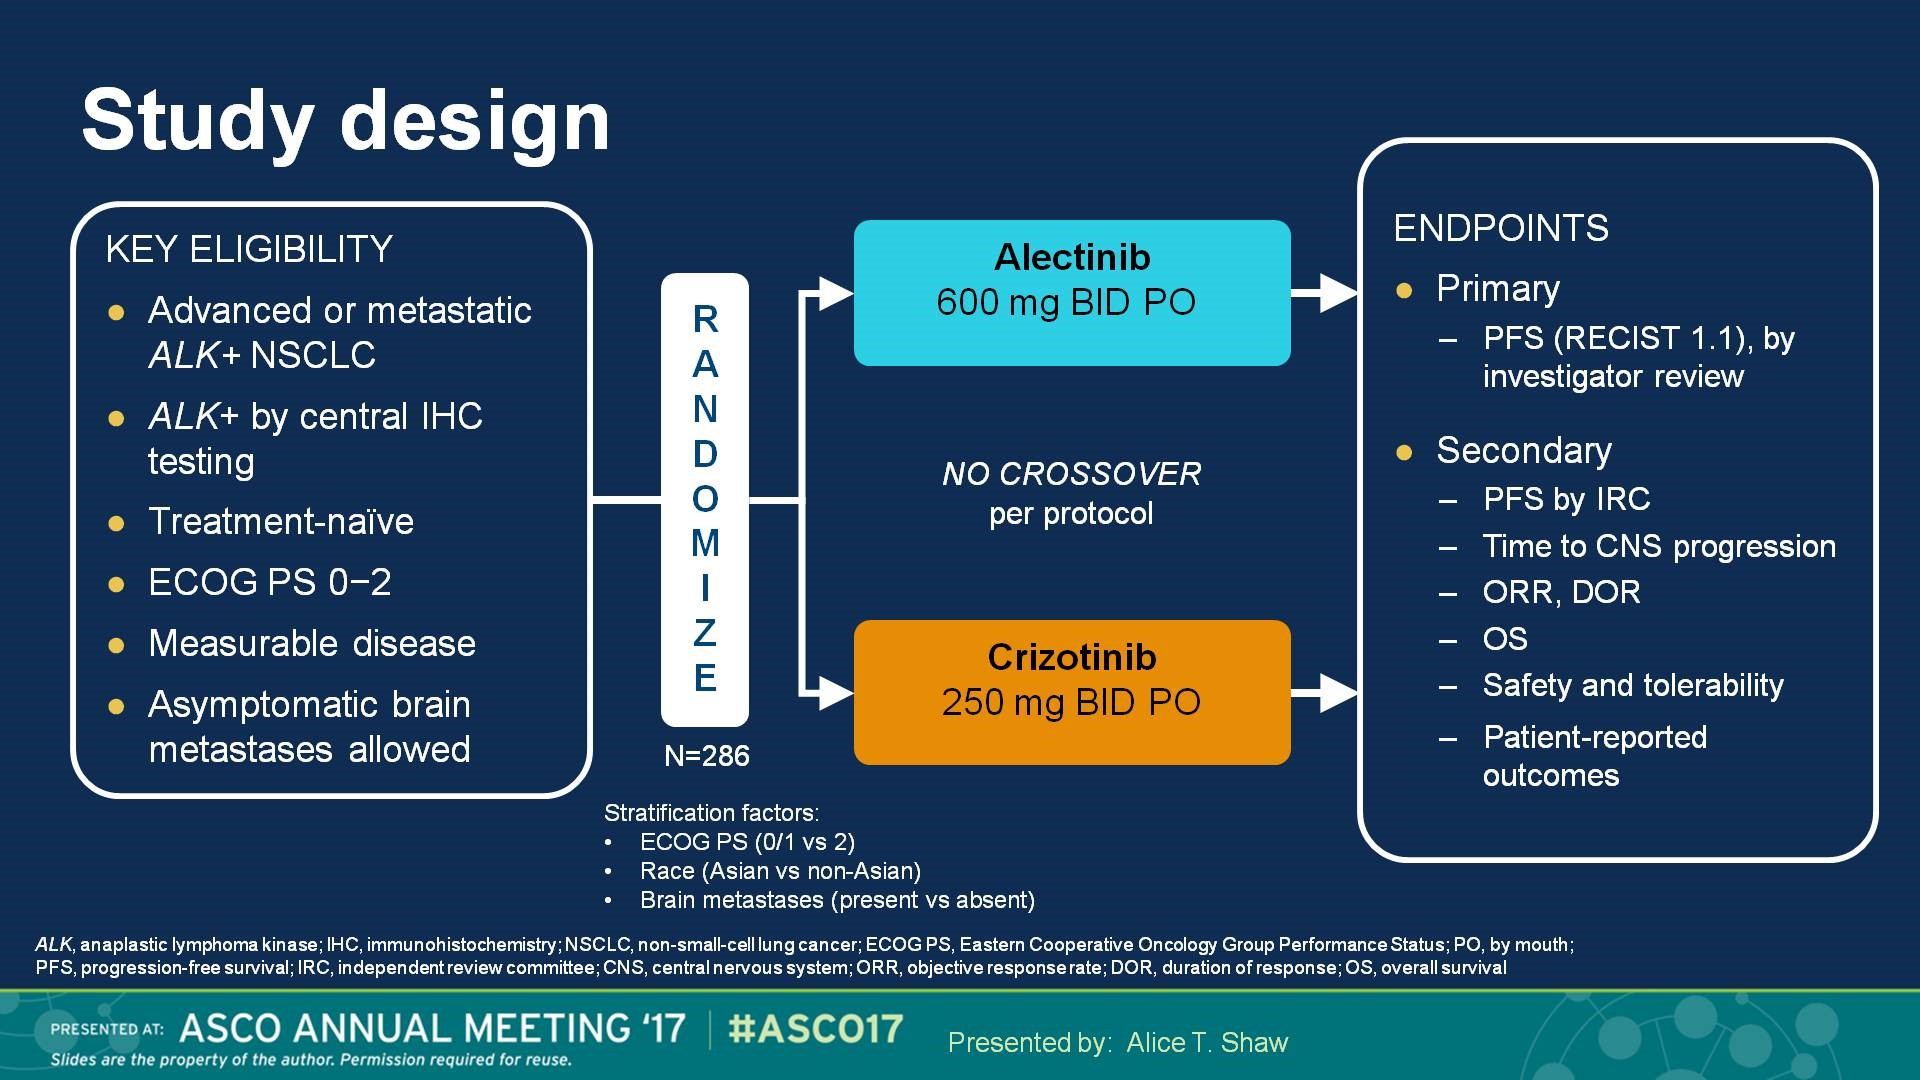 Study design
KEY ELIGIBILITY
● Advanced or metastatic
ALK+ NSCLC
● ALK+ by central IHC
testing
● Treatment-naïve
● ECOG PS 0−2
● Measurable disease
● Asymptomatic brain
metastases allowed
R
A
N
D
O
M
I
Z
E
N=286
Stratification factors:
• ECOG PS (0/1 vs 2)
• Race (Asian vs non-Asian)
• Brain metastases (present vs absent)
Alectinib
600 mg BID PO
NO CROSSOVER
per protocol
Crizotinib
250 mg BID PO
ENDPOINTS
● Primary
– PFS (RECIST 1.1), by
investigator review
● Secondary
– PFS by IRC
– Time to CNS progression
– ORR, DOR
– OS
– Safety and tolerability
– Patient-reported
outcomes
ALK, anaplastic lymphoma kinase; IHC, immunohistochemistry; NSCLC, non-small-cell lung cancer; ECOG PS, Eastern Cooperative Oncology Group Performance Status; PO, by mouth;
PFS, progression-free survival; IRC, independent review committee; CNS, central nervous system; ORR, objective response rate; DOR, duration of response; OS, overall survival
PRESENTED AT: ASCO ANNUAL MEETING ‘17 | #ASCO17
Slides are the property of the author. Permission required for reuse.
Presented by: Alice T. Shaw